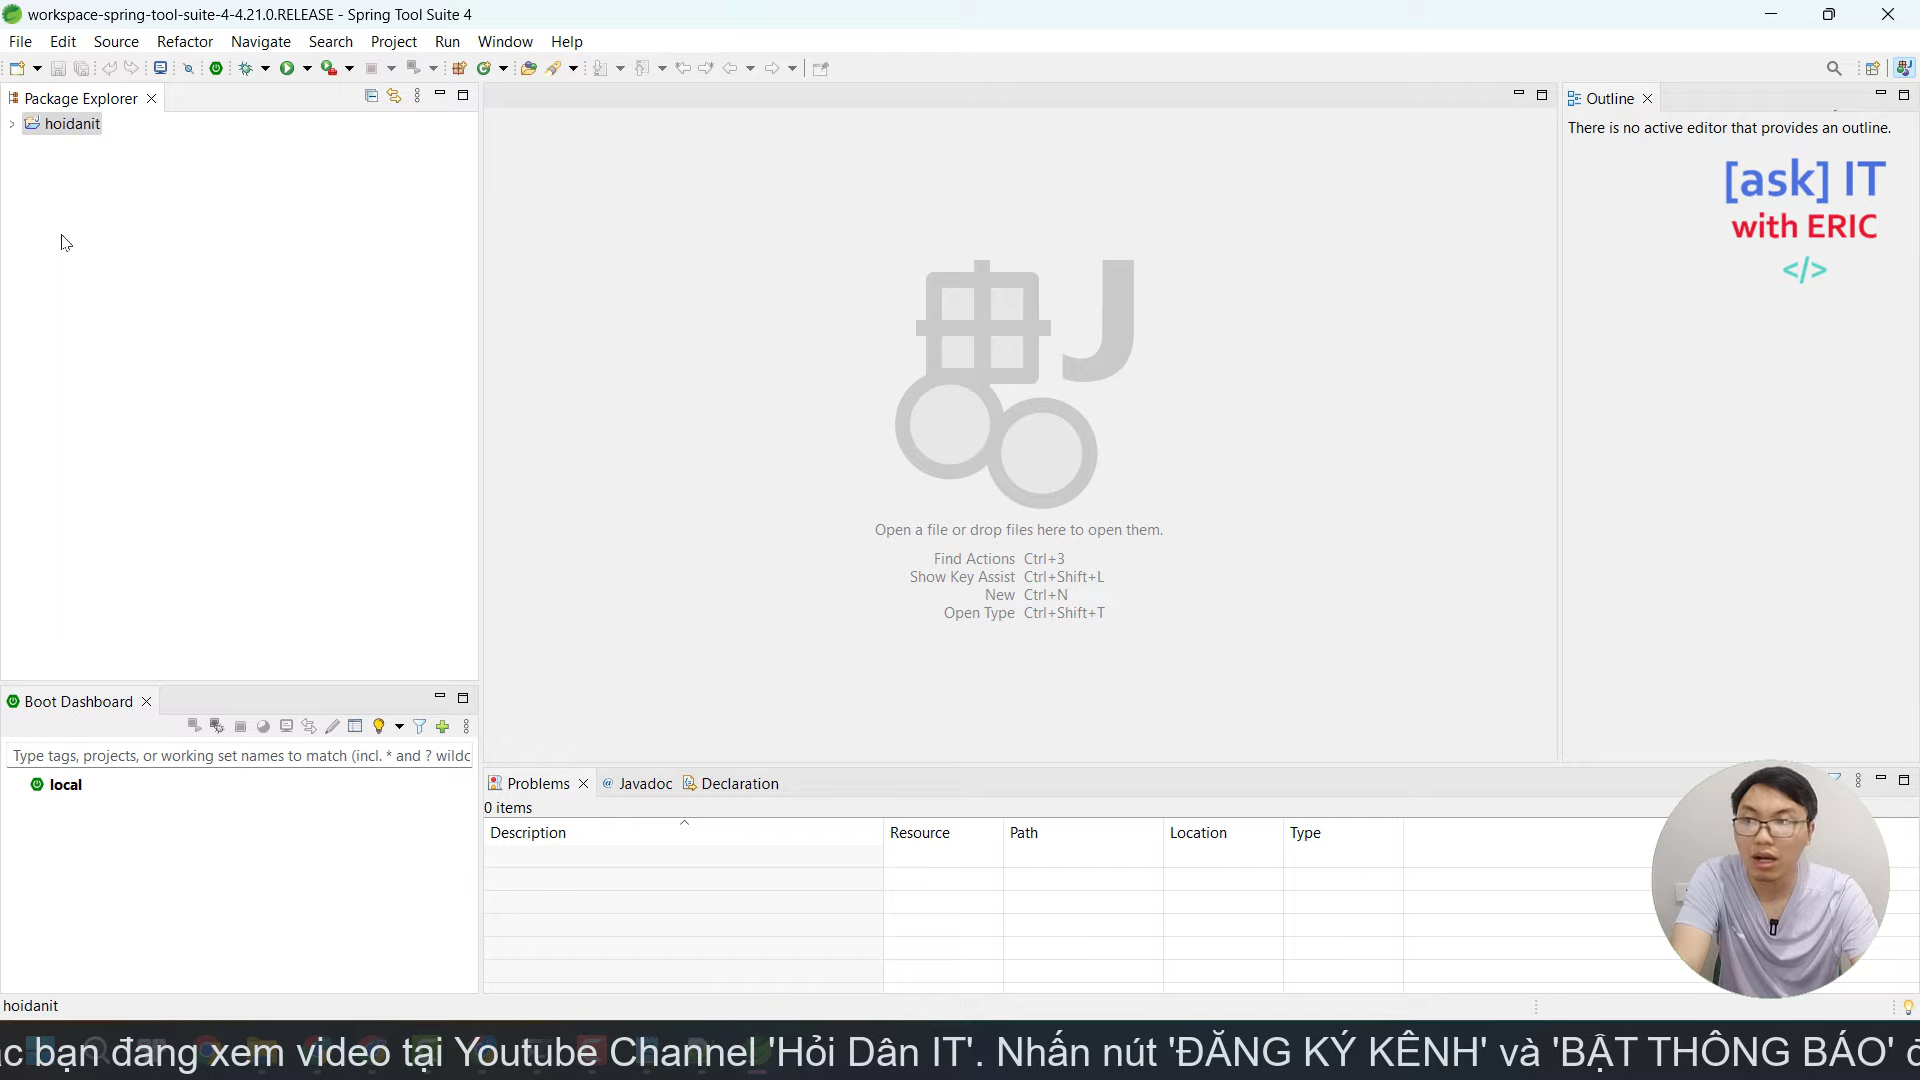 workspace-spring-tool-suite-4-4.21.0.RELEASE - Spring Tool Suite 4
File Edit Source Refactor Navigate Search Project Run Window Help
Package Explorer
hoidanit
Outline
There is no active editor that provides an outline.
[ask] IT
with ERIC
</>
Open a file or drop files here to open them.
Find Actions Ctrl+3
Show Key Assist Ctrl+Shift+L
New Ctrl+N
Open Type Ctrl+Shift+T
Boot Dashboard
Type tags, projects, or working set names to match (incl. * and ? wildc
local
Problems @ Javadoc Declaration
0 items
Description Resource Path Location Type
hoidanit
bạn đang xem video tại Youtube Channel 'Hỏi Dân IT'. Nhấn nút 'ĐĂNG KÝ KÊNH' và 'BẬT THÔNG BÁO'